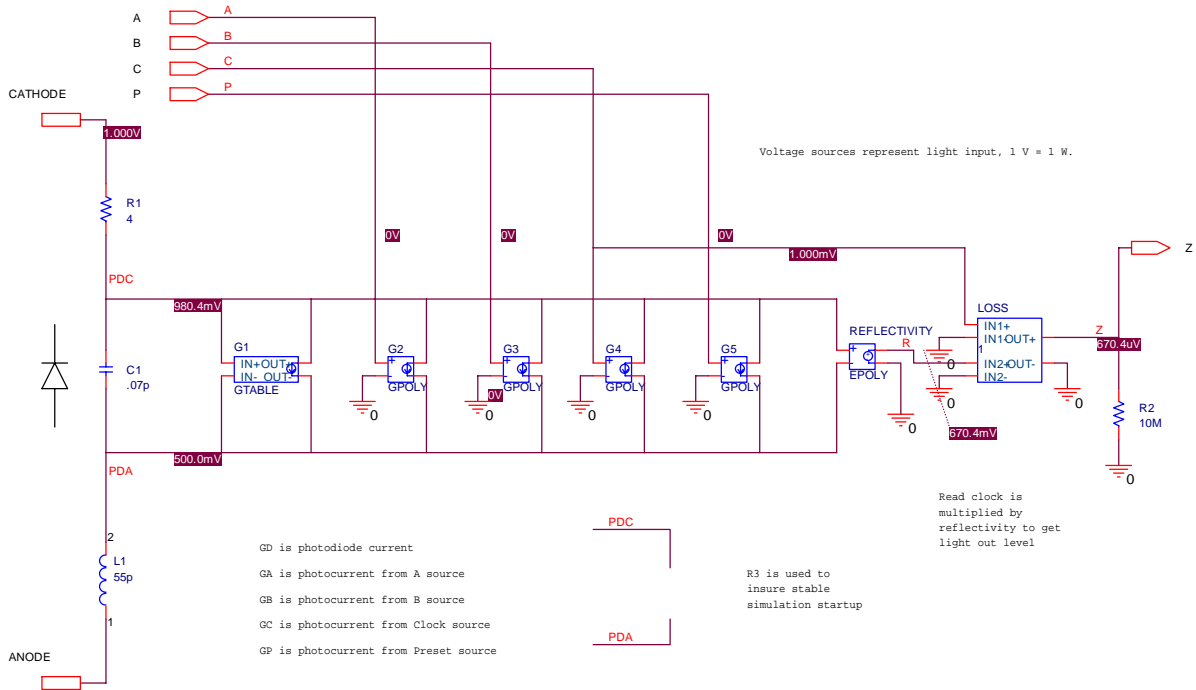 A A
B B
C C
P P
CATHODE
1.000V
Voltage sources represent light input, 1 V = 1 W.
R1
4
0V 0V 0V
1.000mV
Z
PDC
980.4mV
LOSS
G1 G2 G3 G4 G5
REFLECTIVITY
R
IN1+
IN1-OUT+
1
IN2+OUT-
IN2-
Z
670.4uV
IN+OUT+
IN- OUT-
GTABLE
GPOLY GPOLY GPOLY GPOLY
EPOLY
C1
.07p
0V
0 0 0 0 0 0 0 0
R2
10M
0
670.4mV
500.0mV
PDA
Read clock is
multiplied by
reflectivity to get
light out level
2
L1
55p
1
GD is photodiode current
GA is photocurrent from A source
GB is photocurrent from B source
GC is photocurrent from Clock source
GP is photocurrent from Preset source
PDC
PDA
R3 is used to
insure stable
simulation startup
ANODE